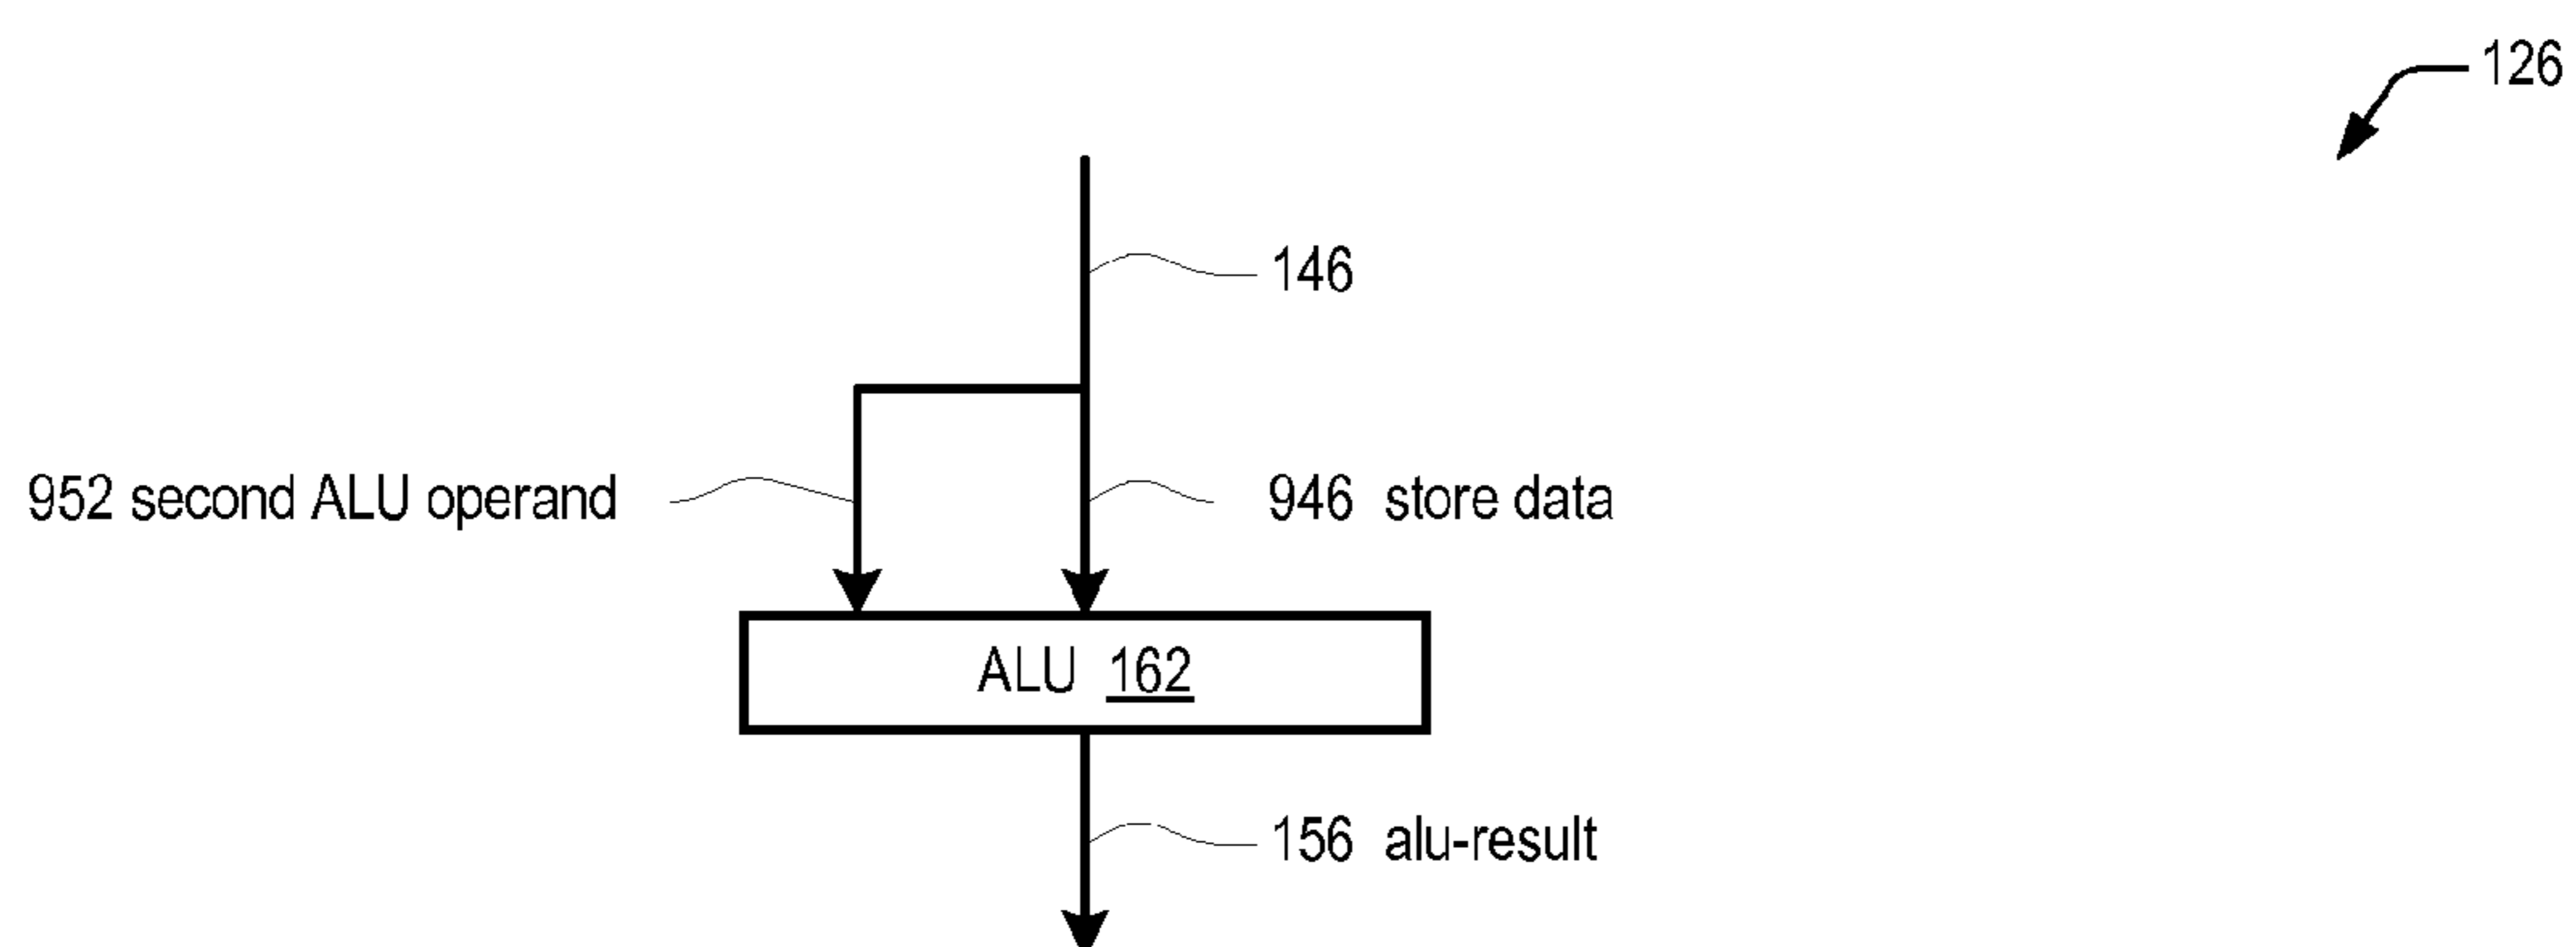 126
146
952 second ALU operand
946 store data
ALU 162
156 alu-result